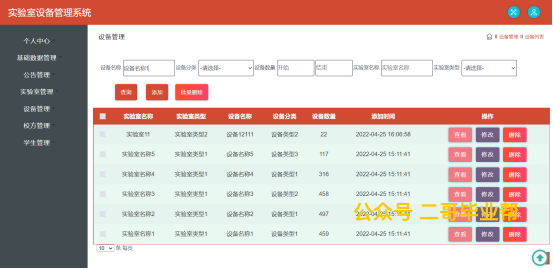 实验室设备管理系统
个人中心
基础数据管理
公告管理
实验室管理
设备管理
校方管理
学生管理
设备管理
设备管理 设备列表
设备名称 设备名称1 设备分类 -请选择- 设备数量 开始 结束 实验室名称 实验室名称 实验室类型 -请选择-
查询 添加 批量删除
实验室名称 实验室类型 设备名称 设备分类 设备数量 添加时间 操作
实验室11 实验室类型2 设备12111 设备类型2 22 2022-04-25 16:06:58 查看 修改 删除
实验室名称5 实验室类型1 设备名称5 设备类型3 117 2022-04-25 15:11:41 查看 修改 删除
实验室名称4 实验室类型1 设备名称4 设备类型1 316 2022-04-25 15:11:41 查看 修改 删除
实验室名称3 实验室类型1 设备名称3 设备类型2 458 2022-04-25 15:11:41 查看 修改 删除
实验室名称2 实验室类型1 设备名称2 设备类型1 497 2022-04-25 15:11:41 查看 修改 删除
实验室名称1 实验室类型1 设备名称1 设备类型1 459 2022-04-25 15:11:41 查看 修改 删除
公众号 二哥毕业帮
10 条 每页